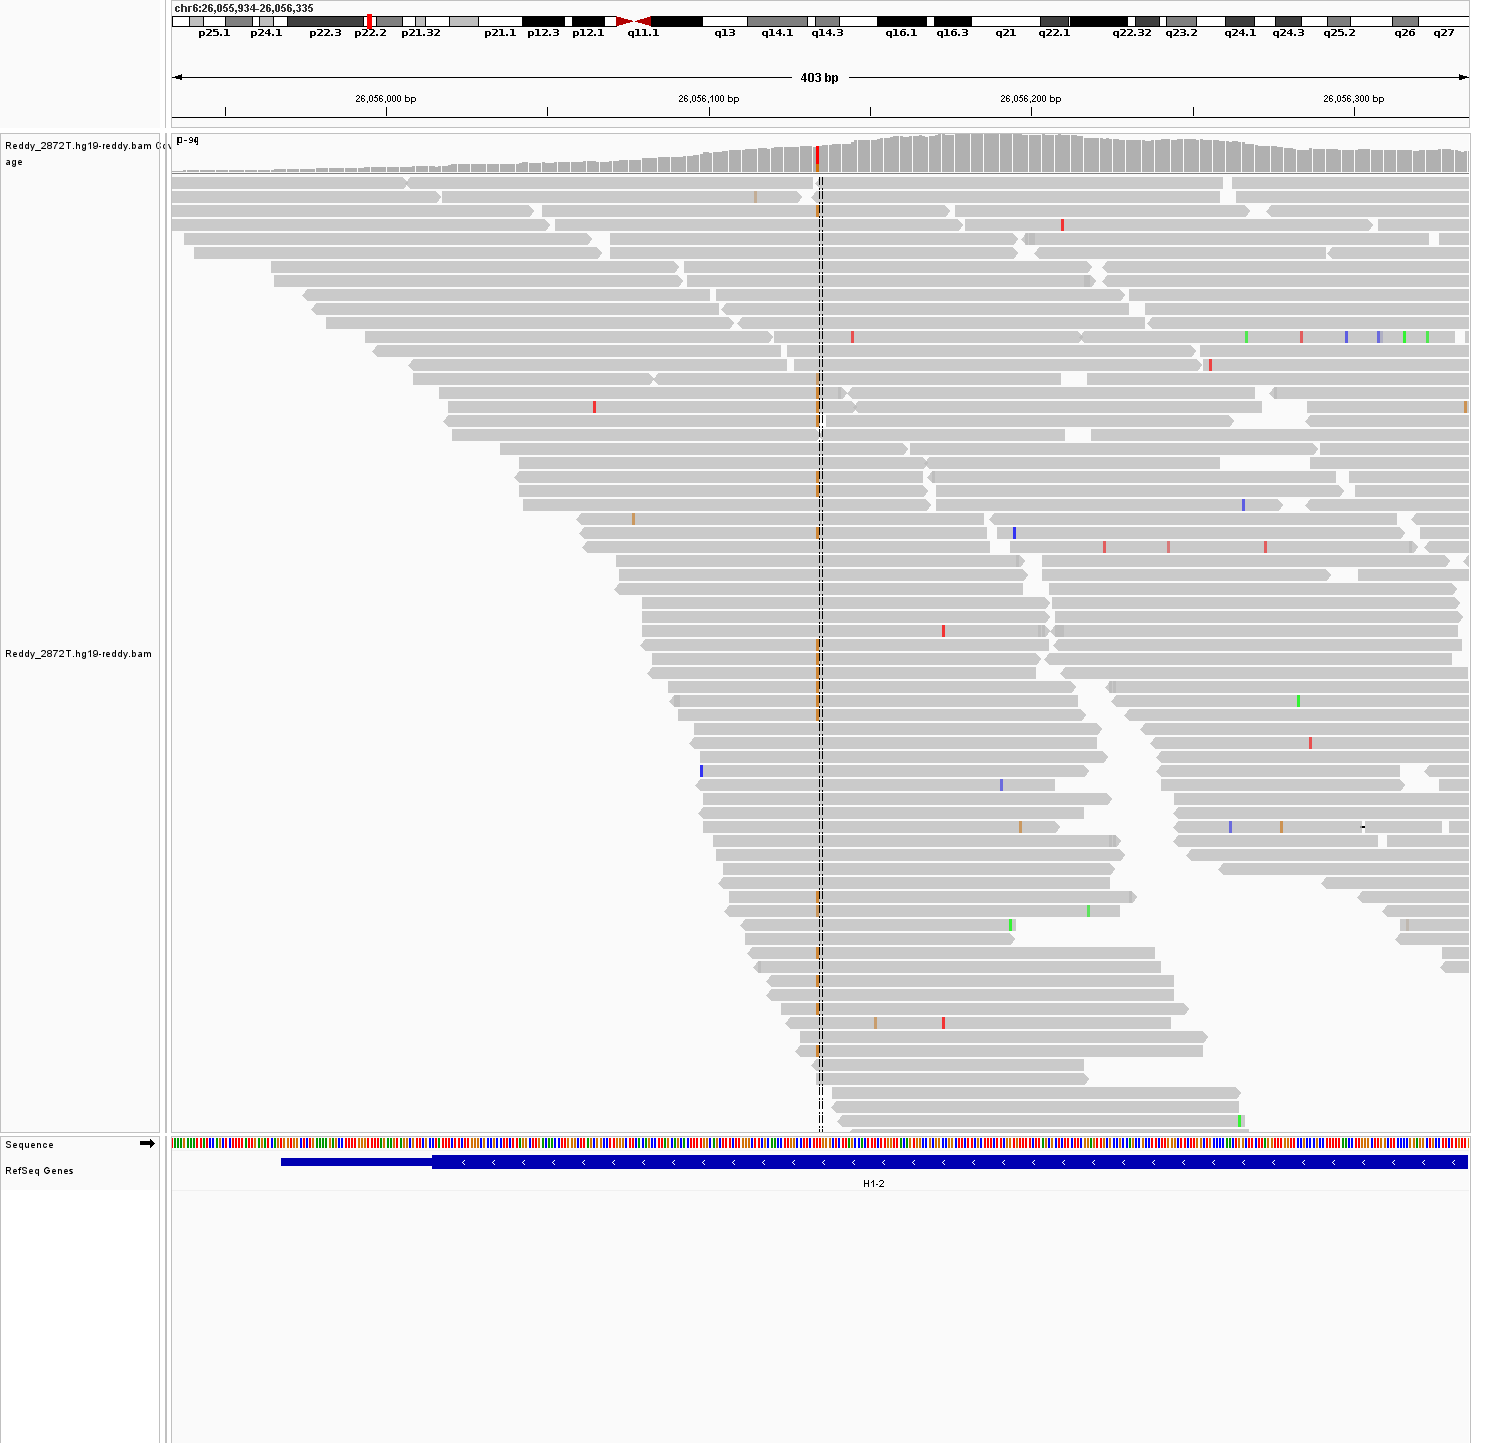 chr6:26,055,934-26,056,335
p25.1 p24.1 p22.3 p22.2 p21.32 p21.1 p12.3 p12.1 q11.1 q13 q14.1 q14.3 q16.1 q16.3 q21 q22.1 q22.32 q23.2 q24.1 q24.3 q25.2 q26 q27
403 bp
26,056,000 bp 26,056,100 bp 26,056,200 bp 26,056,300 bp
Reddy_2872T.hg19-reddy.bam Cov
age
Reddy_2872T.hg19-reddy.bam
Sequence
RefSeq Genes
H1-2